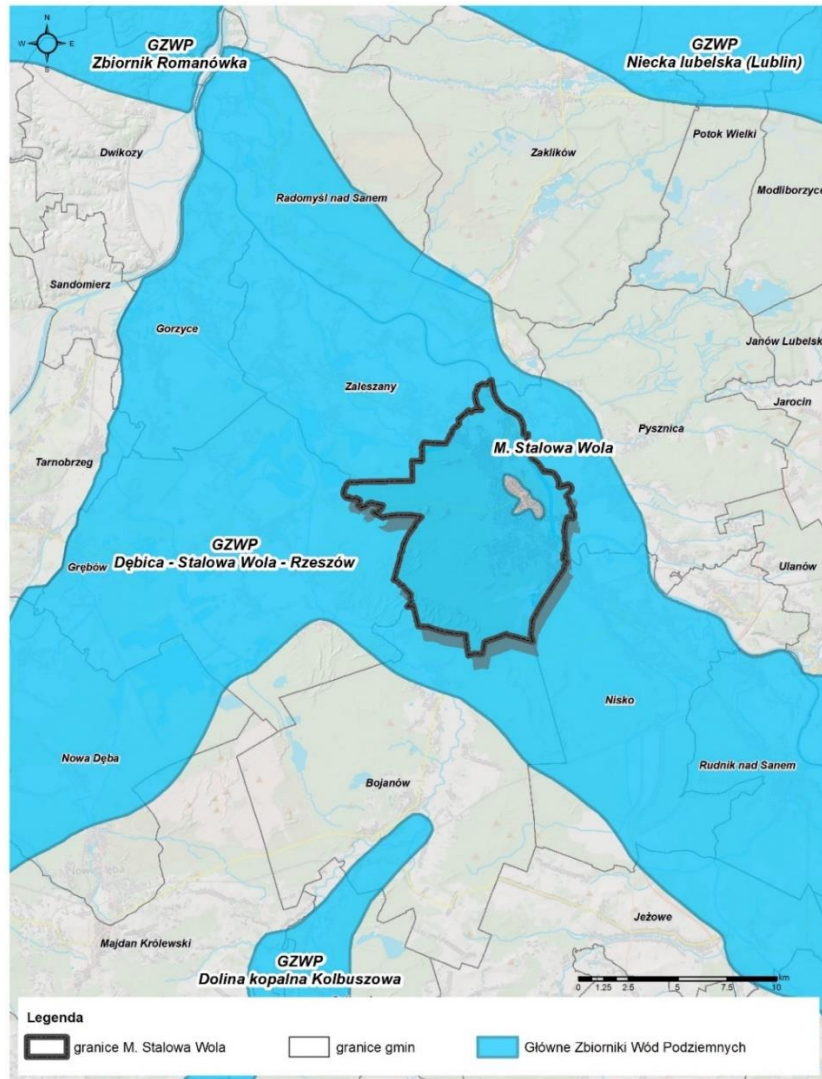 N
W E
S
GZWP
Zbiornik Romanówka
GZWP
Niecka lubelska (Lublin)
Dwikozy
Zaklików
Potok Wielki
Modliborzyce
Radomyśl nad Sanem
Sandomierz
Gorzyce
Janów Lubelsk
Zaleszany
Jarocin
Pysznica
M. Stalowa Wola
Tarnobrzeg
GZWP
Dębica - Stalowa Wola - Rzeszów
Grębów
Ulanów
Nisko
Nowa Dęba
Rudnik nad Sanem
Bojanów
Jeżowe
Majdan Królewski
GZWP
Dolina kopalna Kolbuszowa
km
0 1.25 2.5 5 7.5 10
Legenda
granice M. Stalowa Wola
granice gmin
Główne Zbiorniki Wód Podziemnych